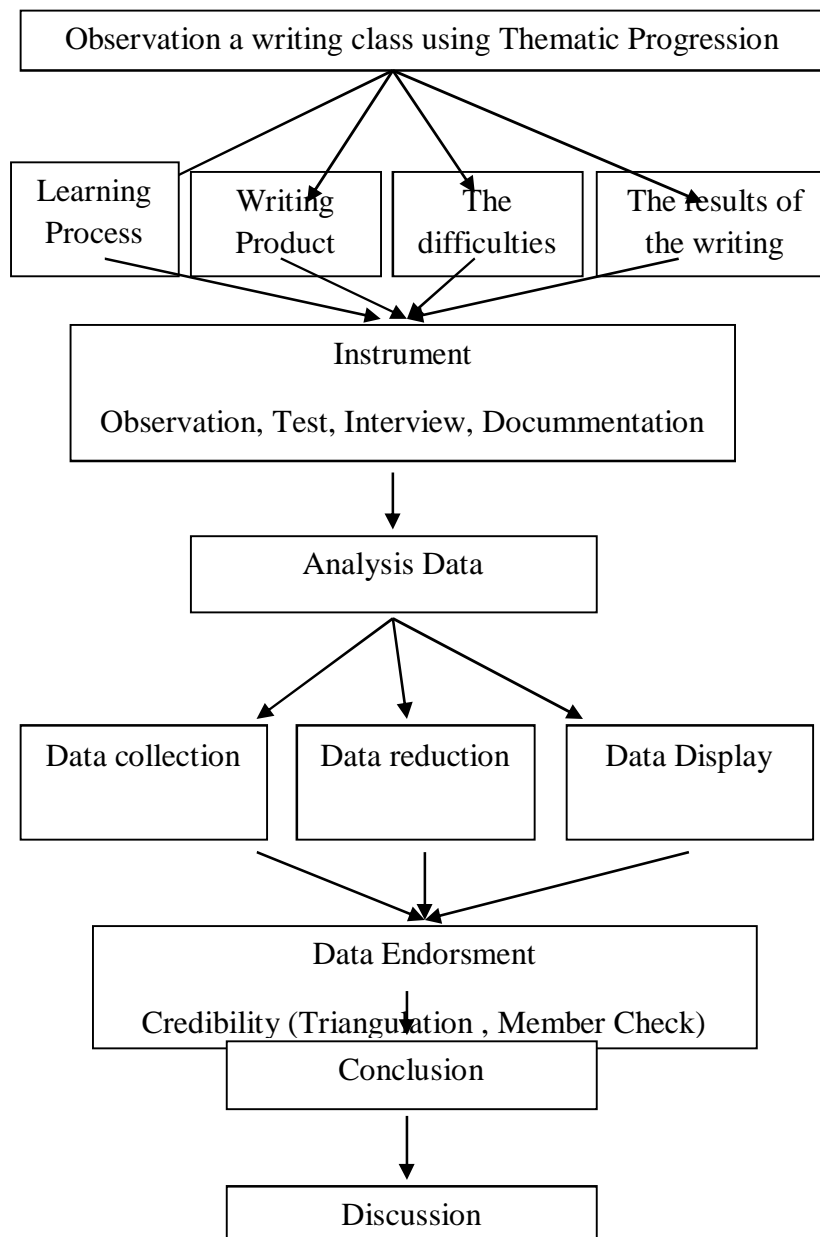 Observation a writing class using Thematic Progression
Learning
Process
Writing
Product
The
difficulties
The results of
the writing
Instrument
Observation, Test, Interview, Docummentation
Analysis Data
Data collection
Data reduction
Data Display
Data Endorsment
Credibility (Triangulation , Member Check)
Conclusion
Discussion